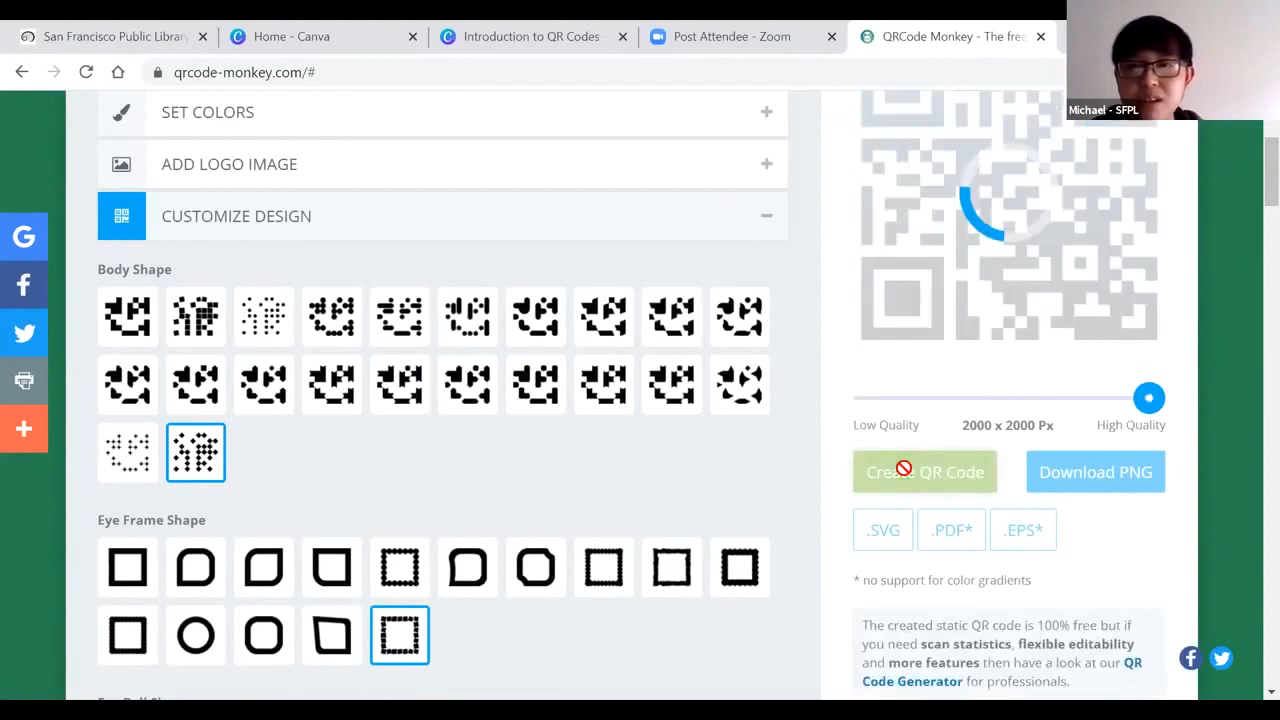 San Francisco Public Librar
Home - Canva
Introduction to QR Codes -
Post Attendee - Zoom
QRCode Monkey - The free
qrcode-monkey.com/#
Michael - SFPL
SET COLORS
ADD LOGO IMAGE
CUSTOMIZE DESIGN
Body Shape
Eye Frame Shape
Low Quality
2000 x 2000 Px
High Quality
Create QR Code
Download PNG
.SVG
.PDF*
.EPS*
* no support for color gradients
The created static QR code is 100% free but if
you need scan statistics, flexible editability
and more features then have a look at our QR
Code Generator for professionals.